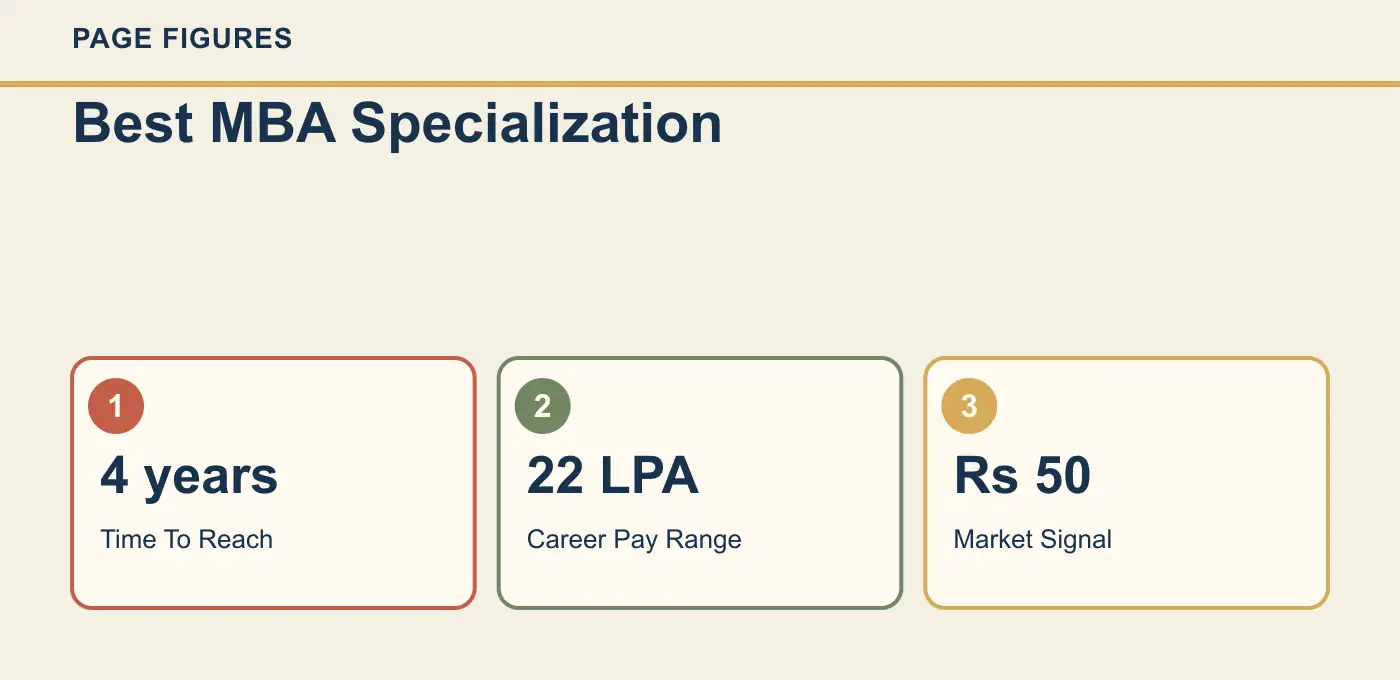 PAGE FIGURES
Best MBA Specialization
1
4 years
Time To Reach
2
22 LPA
Career Pay Range
3
Rs 50
Market Signal